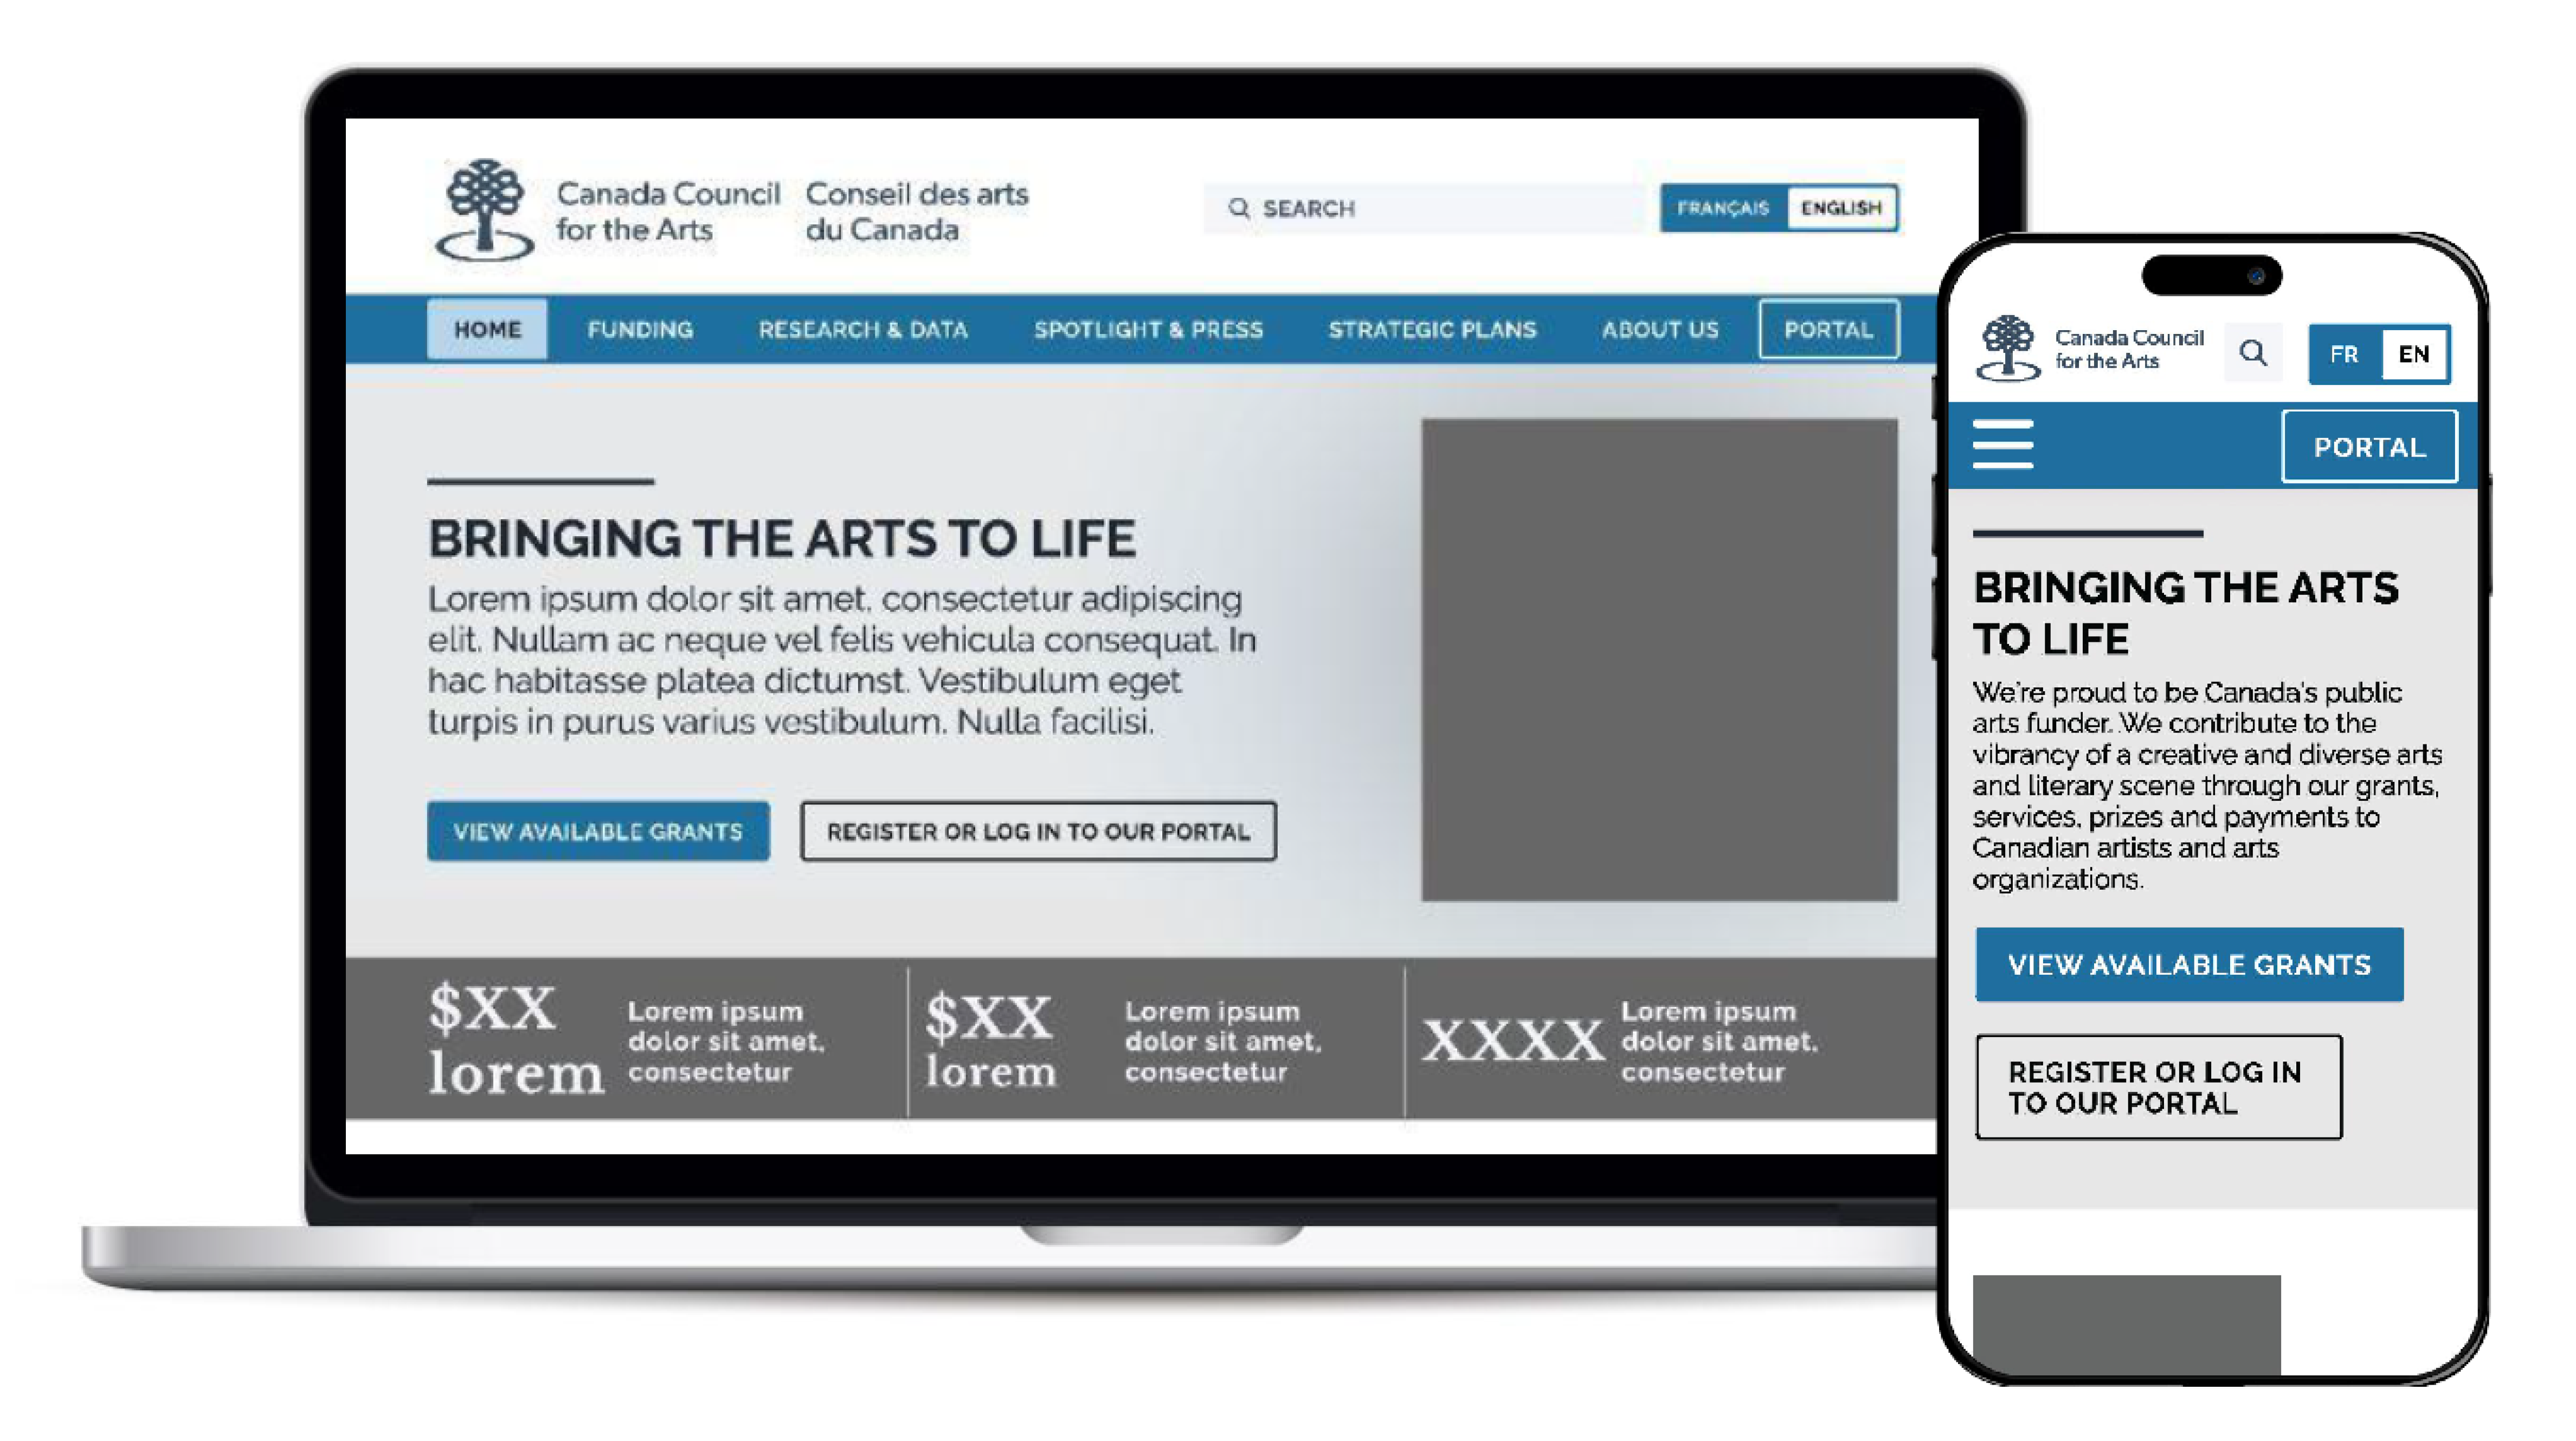 Canada Council
for the Arts
Conseil des arts
du Canada
SEARCH
FRANÇAIS ENGLISH
HOME FUNDING RESEARCH & DATA SPOTLIGHT & PRESS STRATEGIC PLANS ABOUT US PORTAL
BRINGING THE ARTS TO LIFE
Lorem ipsum dolor sit amet, consectetur adipiscing
elit. Nullam ac neque vel felis vehicula consequat. In
hac habitasse platea dictumst. Vestibulum eget
turpis in purus varius vestibulum. Nulla facilisi.
VIEW AVAILABLE GRANTS REGISTER OR LOG IN TO OUR PORTAL
$XX
lorem
Lorem ipsum
dolor sit amet,
consectetur
$XX
lorem
Lorem ipsum
dolor sit amet,
consectetur
XXXX
Lorem ipsum
dolor sit amet,
consectetur
Canada Council
for the Arts
FR EN
PORTAL
BRINGING THE ARTS
TO LIFE
We're proud to be Canada's public
arts funder. We contribute to the
vibrancy of a creative and diverse arts
and literary scene through our grants,
services, prizes and payments to
Canadian artists and arts
organizations.
VIEW AVAILABLE GRANTS
REGISTER OR LOG IN
TO OUR PORTAL